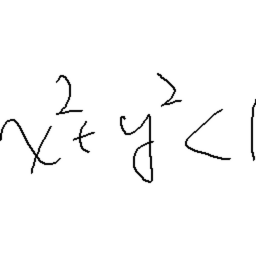 x² + y² < 1